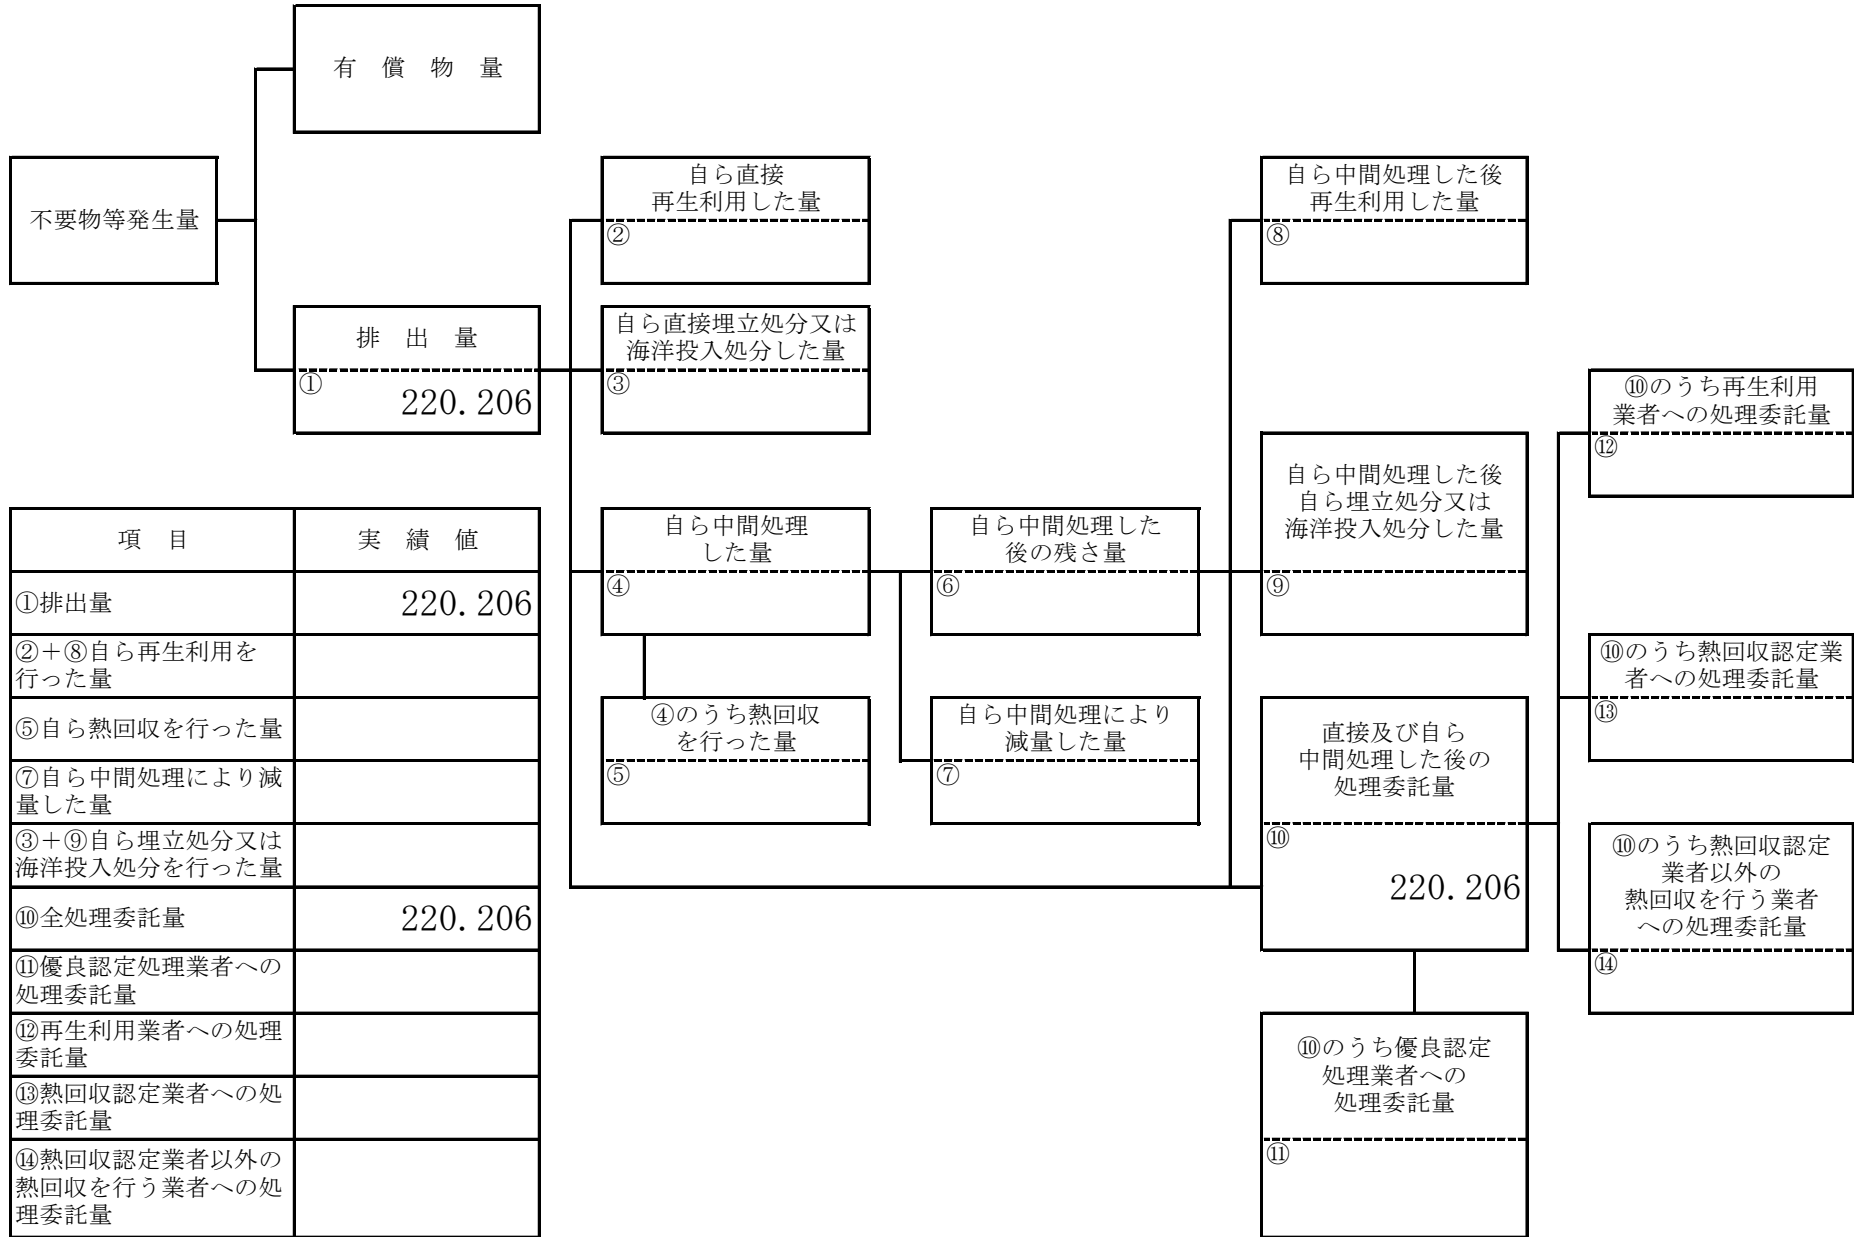 有　償　物　量
不要物等発生量
排　出　量
①
220.206
自ら直接
再生利用した量
②
自ら直接埋立処分又は
海洋投入処分した量
③
自ら中間処理
した量
④
④のうち熱回収
を行った量
⑤
自ら中間処理した
後の残さ量
⑥
自ら中間処理により
減量した量
⑦
自ら中間処理した後
再生利用した量
⑧
自ら中間処理した後
自ら埋立処分又は
海洋投入処分した量
⑨
直接及び自ら
中間処理した後の
処理委託量
⑩
220.206
⑩のうち優良認定
処理業者への
処理委託量
⑪
⑩のうち再生利用
業者への処理委託量
⑫
⑩のうち熱回収認定業
者への処理委託量
⑬
⑩のうち熱回収認定
業者以外の
熱回収を行う業者
への処理委託量
⑭
項　目　実　績　値
①排出量　220.206
②＋⑧自ら再生利用を
行った量
⑤自ら熱回収を行った量
⑦自ら中間処理により減
量した量
③＋⑨自ら埋立処分又は
海洋投入処分を行った量
⑩全処理委託量　220.206
⑪優良認定処理業者への
処理委託量
⑫再生利用業者への処理
委託量
⑬熱回収認定業者への処
理委託量
⑭熱回収認定業者以外の
熱回収を行う業者への処
理委託量